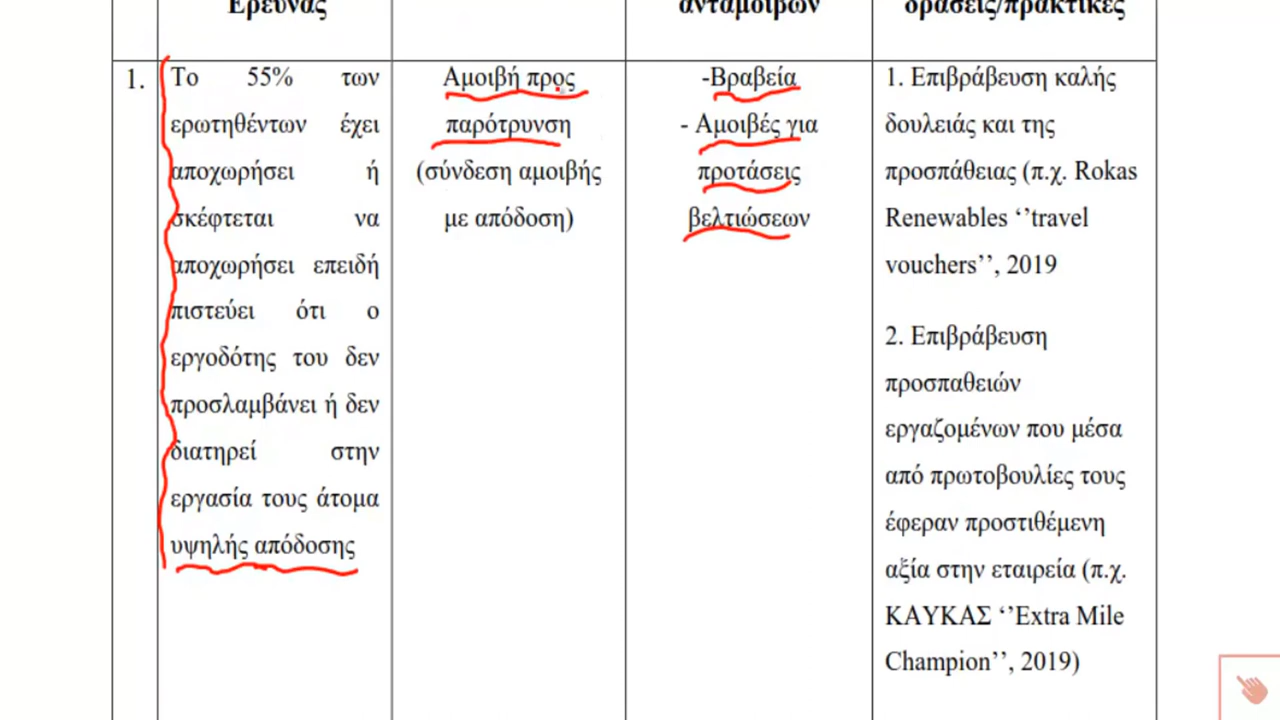 Έρευνας
ανταμοιβών
δράσεις/πρακτικές
1.
Το 55% των
ερωτηθέντων έχει
αποχωρήσει ή
σκέφτεται να
αποχωρήσει επειδή
πιστεύει ότι ο
εργοδότης του δεν
προσλαμβάνει ή δεν
διατηρεί στην
εργασία τους άτομα
υψηλής απόδοσης
Αμοιβή προς
παρότρυνση
(σύνδεση αμοιβής
με απόδοση)
-Βραβεία
- Αμοιβές για
προτάσεις
βελτιώσεων
1. Επιβράβευση καλής
δουλειάς και της
προσπάθειας (π.χ. Rokas
Renewables ‘’travel
vouchers’’, 2019
2. Επιβράβευση
προσπαθειών
εργαζομένων που μέσα
από πρωτοβουλίες τους
έφεραν προστιθέμενη
αξία στην εταιρεία (π.χ.
ΚΑΥΚΑΣ ‘’Extra Mile
Champion’’, 2019)